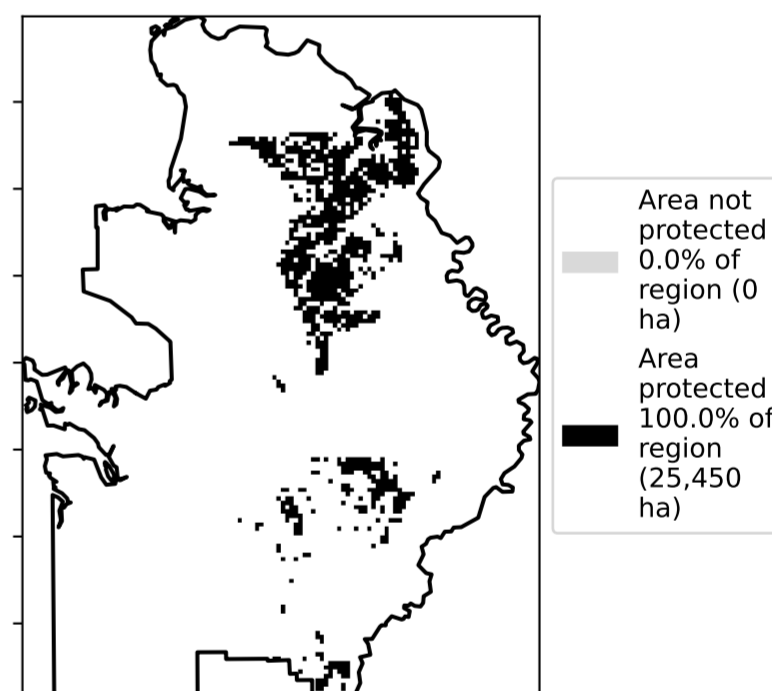 Area not
protected
0.0% of
region (0
ha)
Area
protected
100.0% of
region
(25,450
ha)